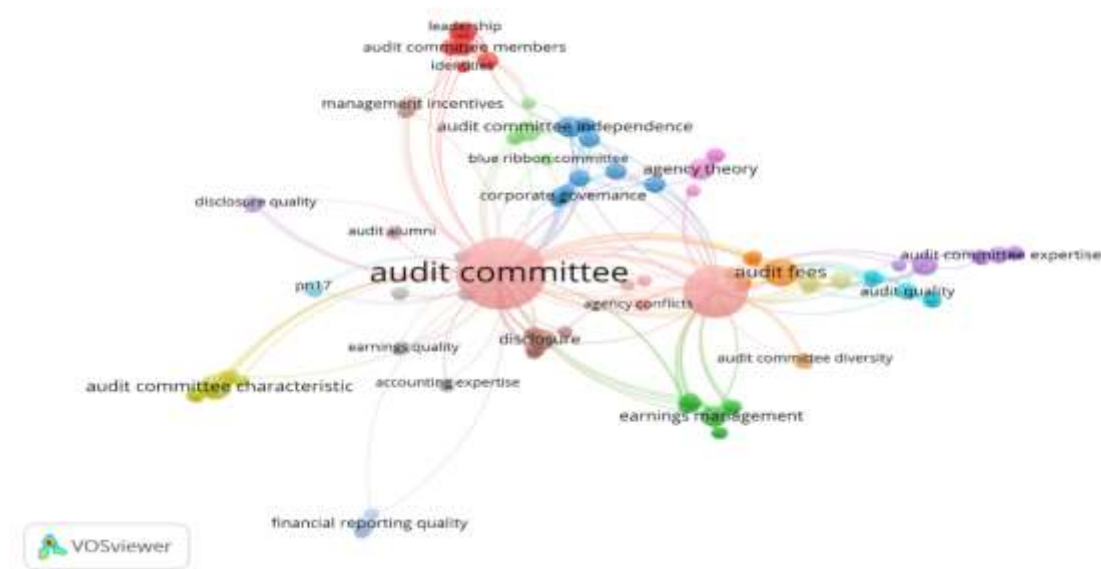 leadership
audit committee members
identities
management incentives
audit committee independence
blue ribbon committee
agency theory
corporate governance
disclosure quality
audit alumni
audit committee
audit fees
audit committee expertise
pn17
audit quality
agency conflicts
disclosure
earnings quality
audit committee diversity
audit committee characteristic
accounting expertise
earnings management
financial reporting quality
VOSviewer